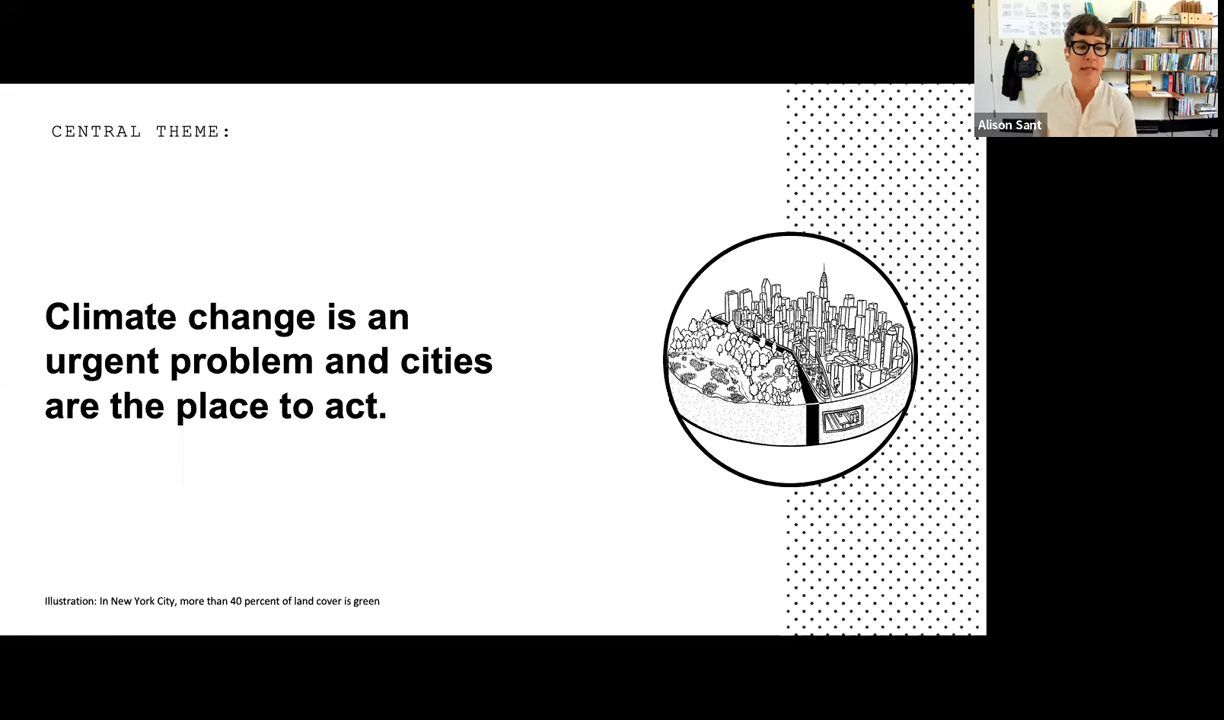 Alison Sant
CENTRAL THEME:
Climate change is an
urgent problem and cities
are the place to act.
Illustration: In New York City, more than 40 percent of land cover is green